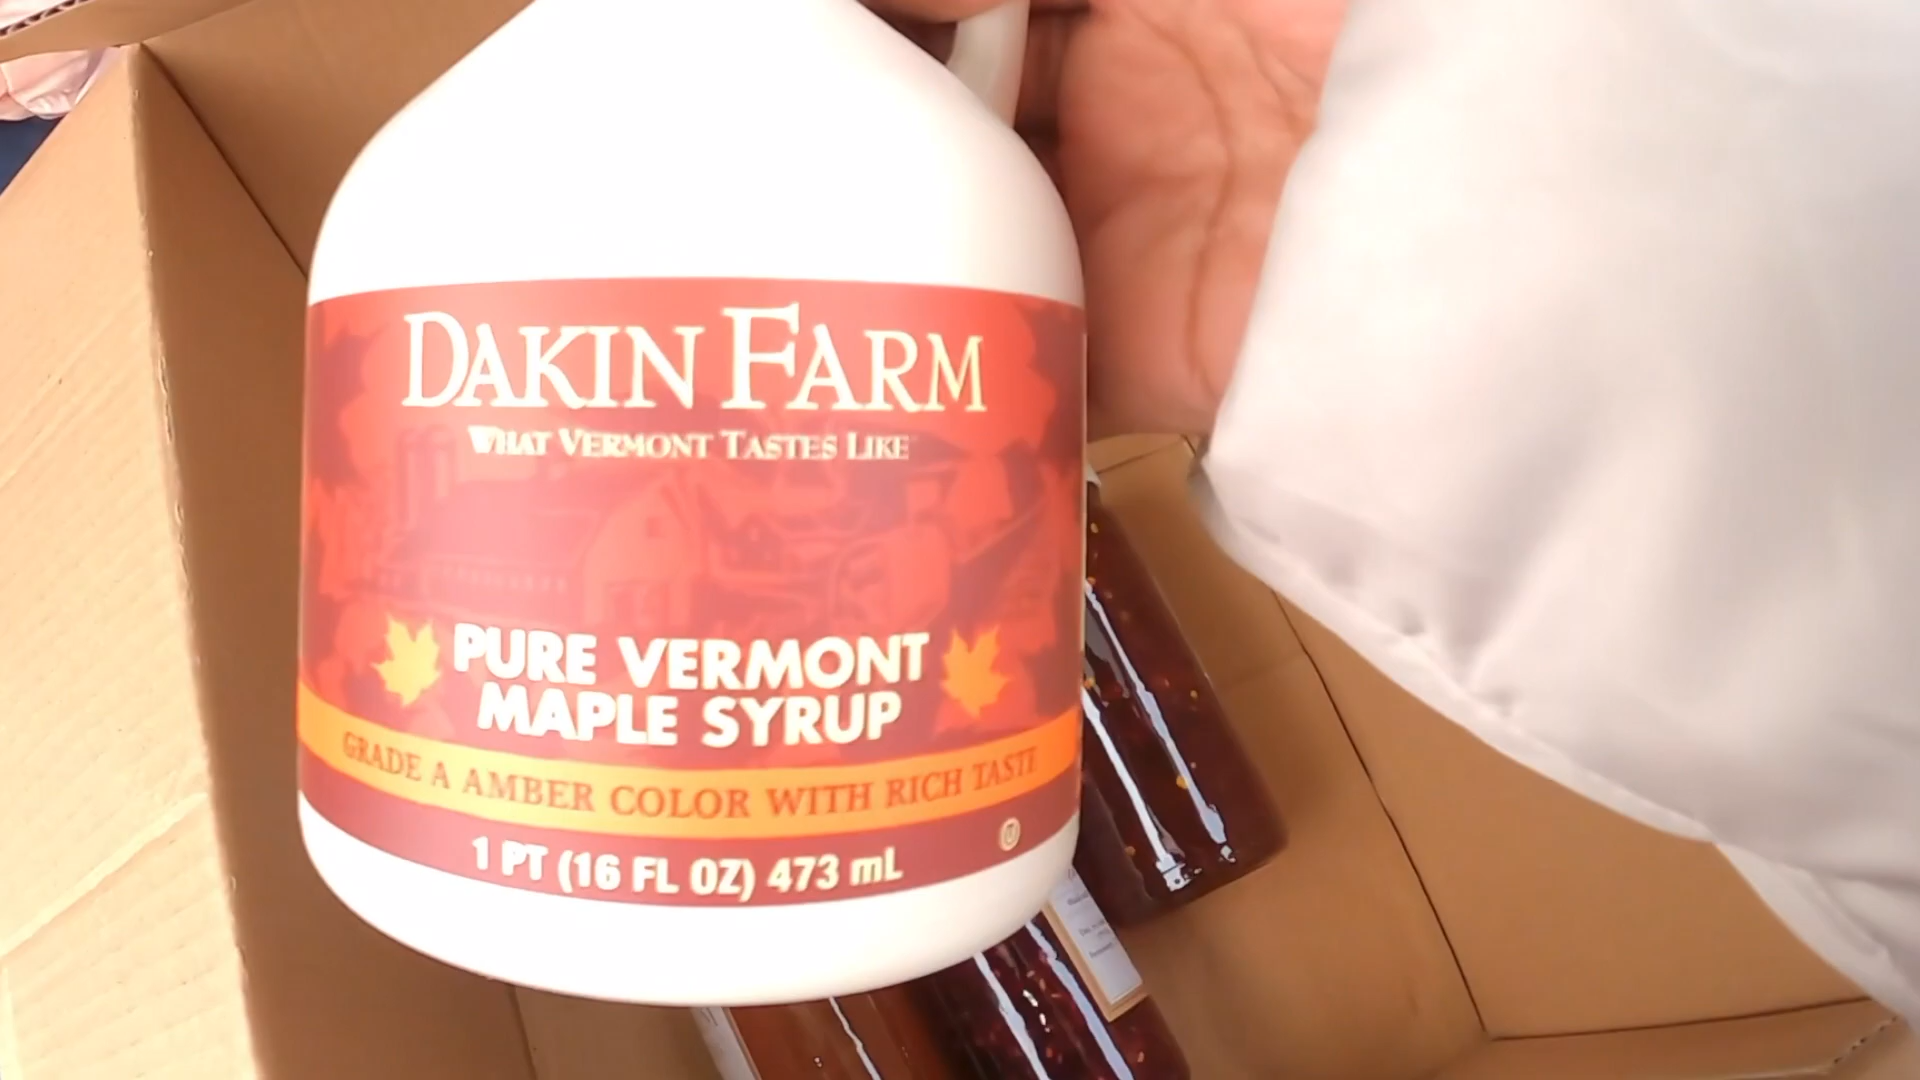 DAKIN FARM
WHAT VERMONT TASTES LIKE
PURE VERMONT
MAPLE SYRUP
GRADE A AMBER COLOR WITH RICH TASTE
1 PT (16 FL OZ) 473 mL
U